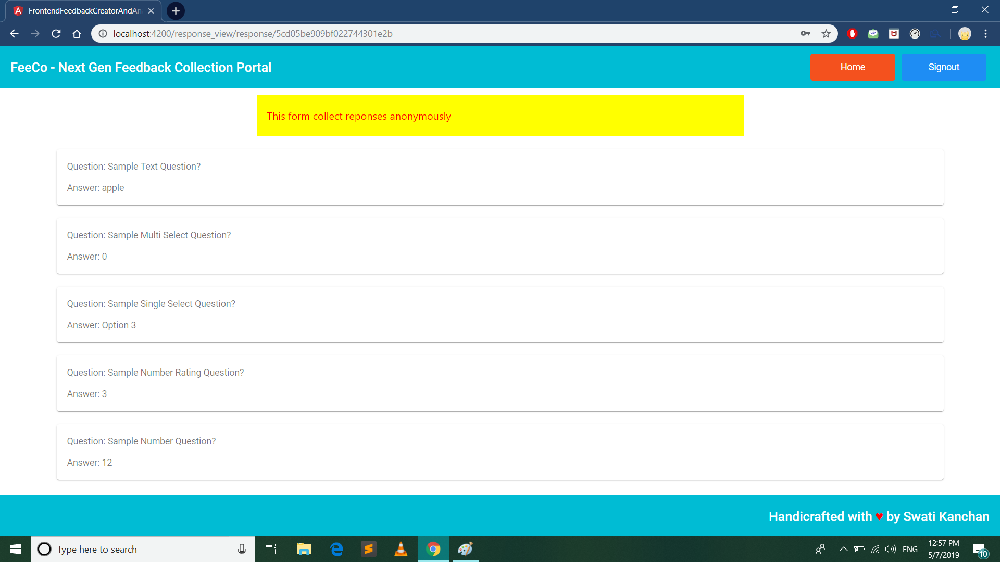 FrontendFeedbackCreatorAndAn
localhost:4200/response_view/response/5cd05be909bf022744301e2b
FeeCo - Next Gen Feedback Collection Portal
Home
Signout
This form collect reponses anonymously
Question: Sample Text Question?
Answer: apple
Question: Sample Multi Select Question?
Answer: 0
Question: Sample Single Select Question?
Answer: Option 3
Question: Sample Number Rating Question?
Answer: 3
Question: Sample Number Question?
Answer: 12
Handicrafted with ♥ by Swati Kanchan
Type here to search
ENG
12:57 PM
5/7/2019
10